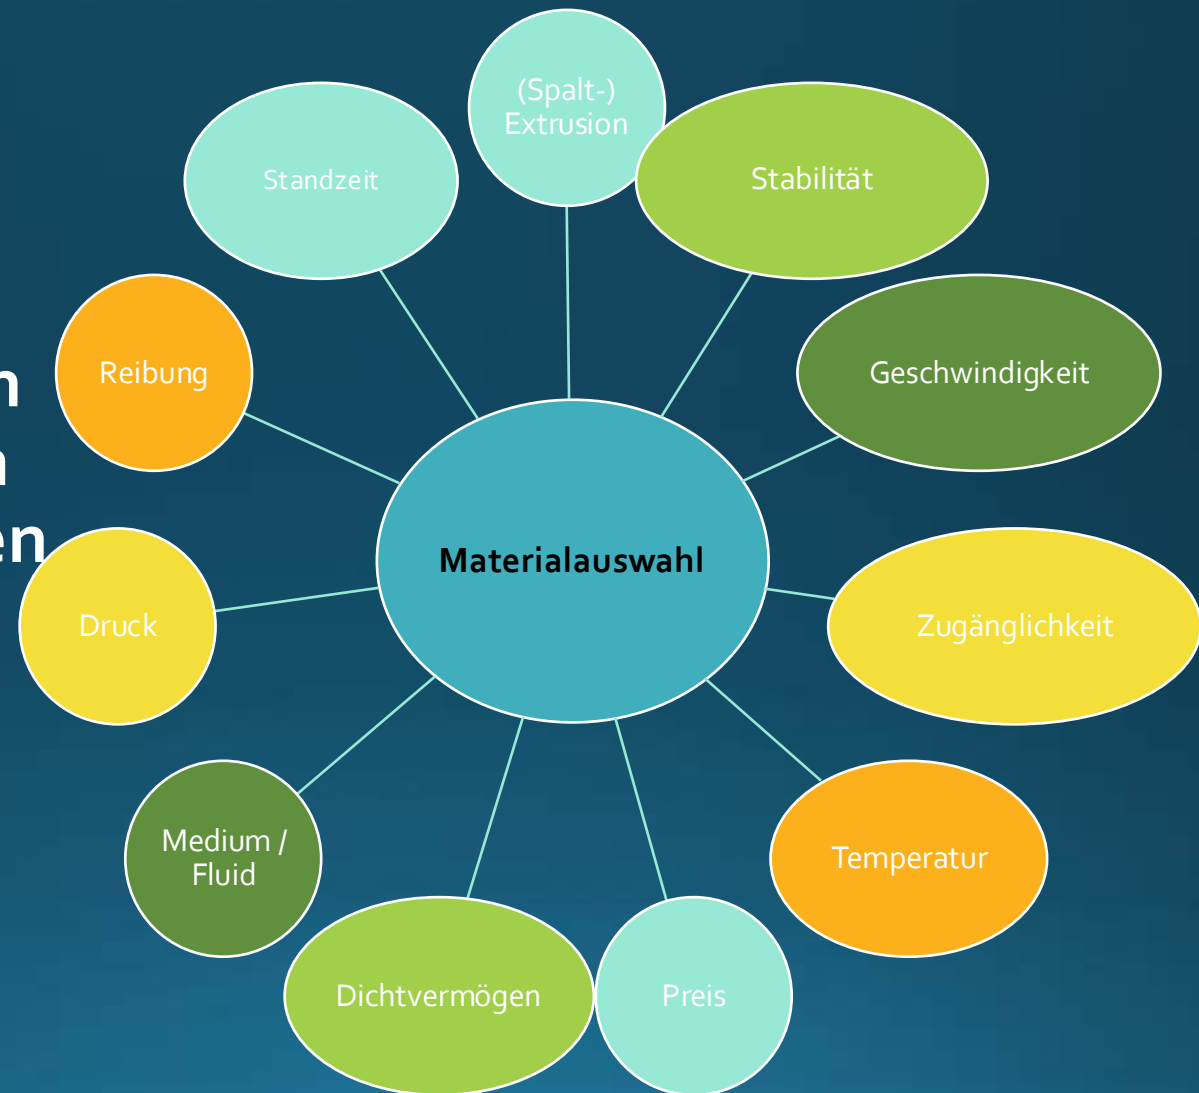 (Spalt-)
Extrusion
Stabilität
Geschwindigkeit
Zugänglichkeit
Temperatur
Preis
Dichtvermögen
Medium /
Fluid
Druck
Reibung
Standzeit
Materialauswahl